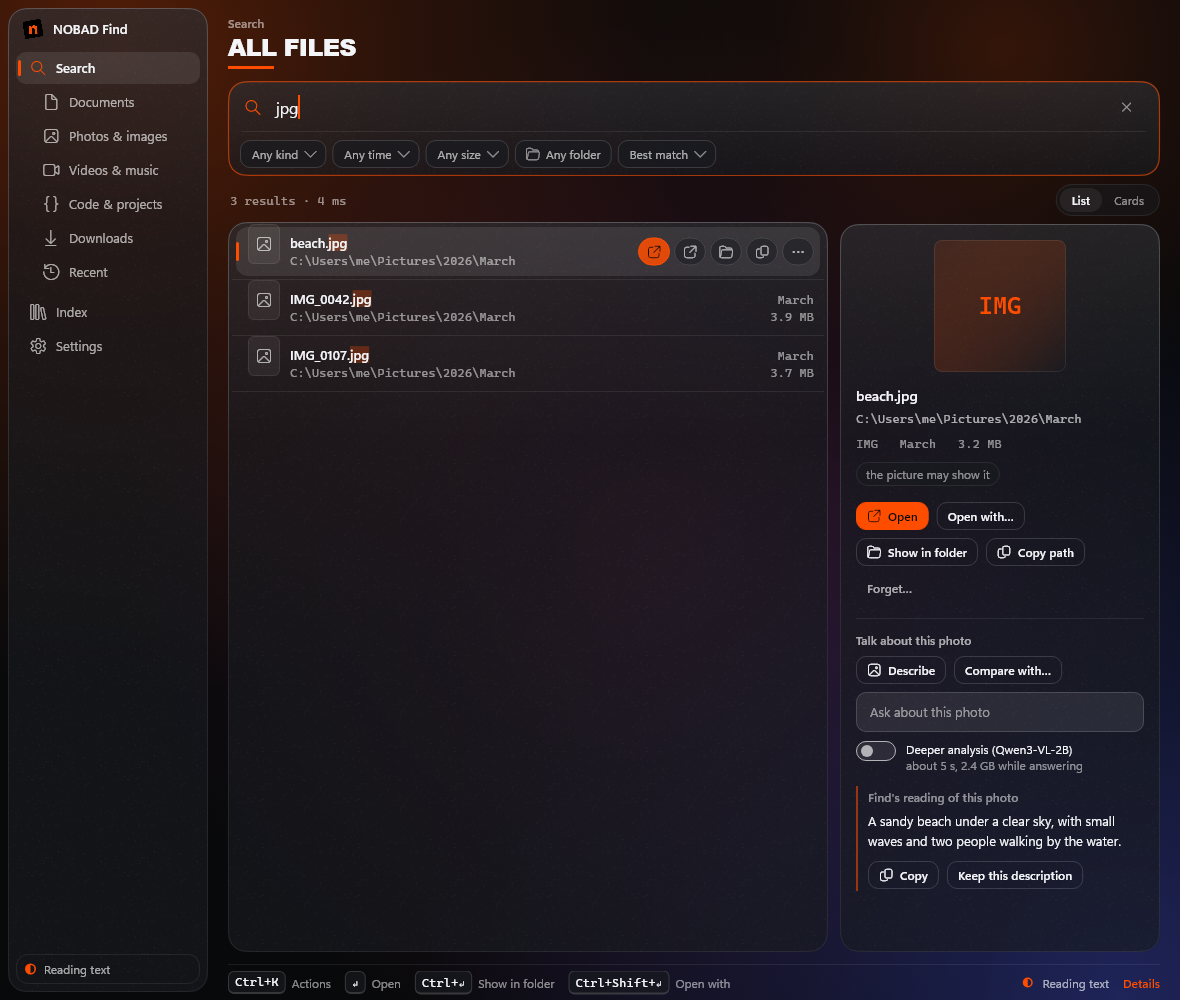 NOBAD Find
Search
Documents
Photos & images
Videos & music
Code & projects
Downloads
Recent
Index
Settings
Reading text
Search
ALL FILES
jpg
Any kind
Any time
Any size
Any folder
Best match
3 results · 4 ms
List
Cards
beach.jpg
C:\Users\me\Pictures\2026\March
IMG_0042.jpg
C:\Users\me\Pictures\2026\March
March
3.9 MB
IMG_0107.jpg
C:\Users\me\Pictures\2026\March
March
3.7 MB
IMG
beach.jpg
C:\Users\me\Pictures\2026\March
IMG March 3.2 MB
the picture may show it
Open
Open with...
Show in folder
Copy path
Forget...
Talk about this photo
Describe
Compare with...
Ask about this photo
Deeper analysis (Qwen3-VL-2B)
about 5 s, 2.4 GB while answering
Find's reading of this photo
A sandy beach under a clear sky, with small
waves and two people walking by the water.
Copy
Keep this description
Ctrl+K Actions ↲ Open Ctrl+↲ Show in folder Ctrl+Shift+↲ Open with
Reading text Details